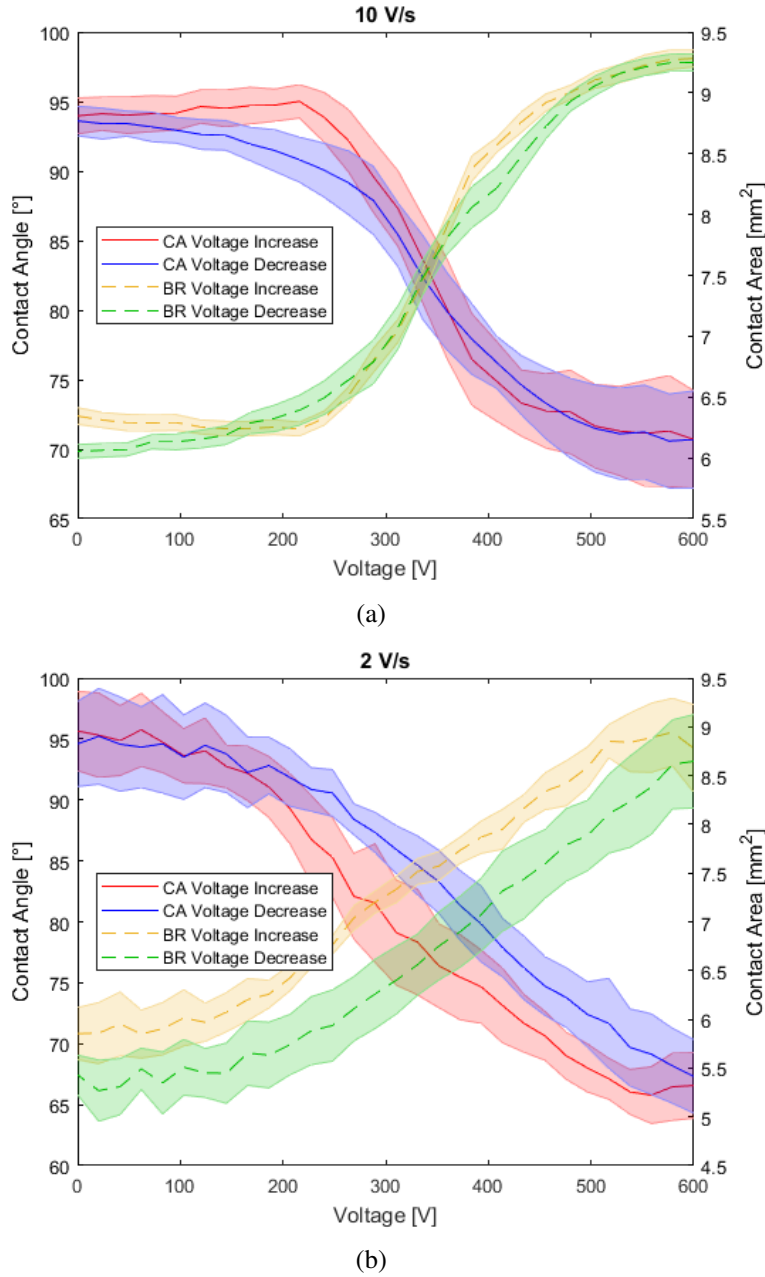 10 V/s
100
95
90
85
80
75
70
65
Contact Angle [°]
9.5
9
8.5
8
7.5
7
6.5
6
5.5
Contact Area [mm²]
CA Voltage Increase
CA Voltage Decrease
BR Voltage Increase
BR Voltage Decrease
0 100 200 300 400 500 600
Voltage [V]
(a)
2 V/s
100
95
90
85
80
75
70
65
60
Contact Angle [°]
9.5
9
8.5
8
7.5
7
6.5
6
5.5
5
4.5
Contact Area [mm²]
CA Voltage Increase
CA Voltage Decrease
BR Voltage Increase
BR Voltage Decrease
0 100 200 300 400 500 600
Voltage [V]
(b)